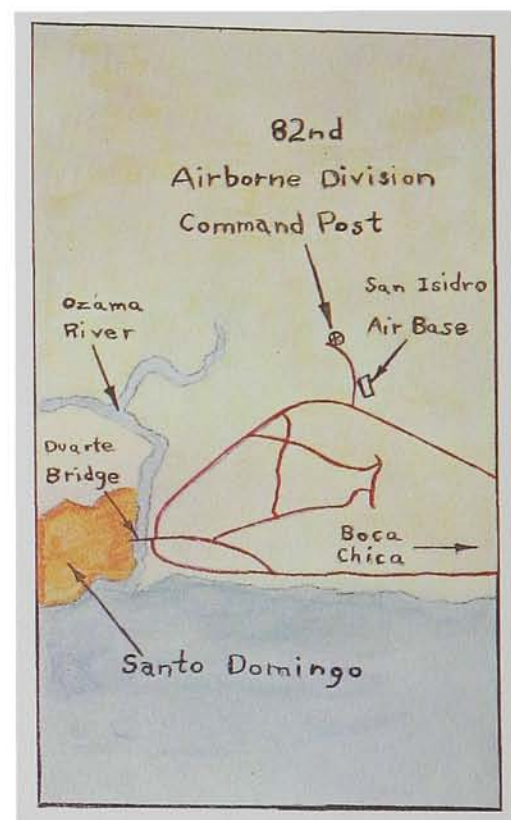 82nd
Airborne Division
Command Post
San Isidro
Air Base
Ozama
River
Duarte
Bridge
Boca
Chica
Santo Domingo